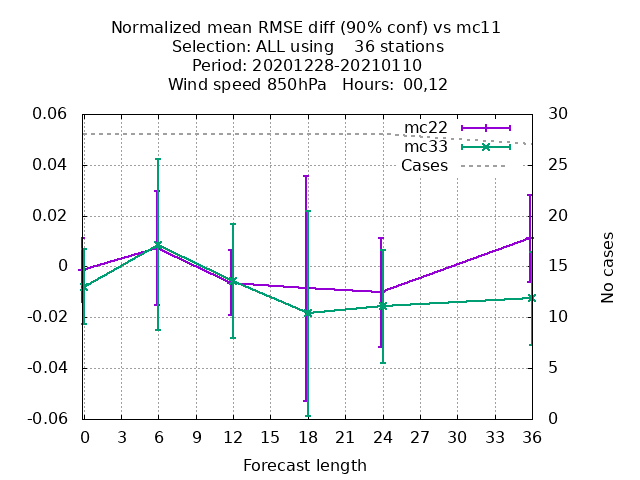 Normalized mean RMSE diff (90% conf) vs mc11
Selection: ALL using    36 stations
Period: 20201228-20210110
Wind speed 850hPa   Hours:  00,12
0.06
0.04
0.02
0
-0.02
-0.04
-0.06
30
25
20
15
10
5
0
mc22
mc33
Cases
No cases
0 3 6 9 12 15 18 21 24 27 30 33 36
Forecast length